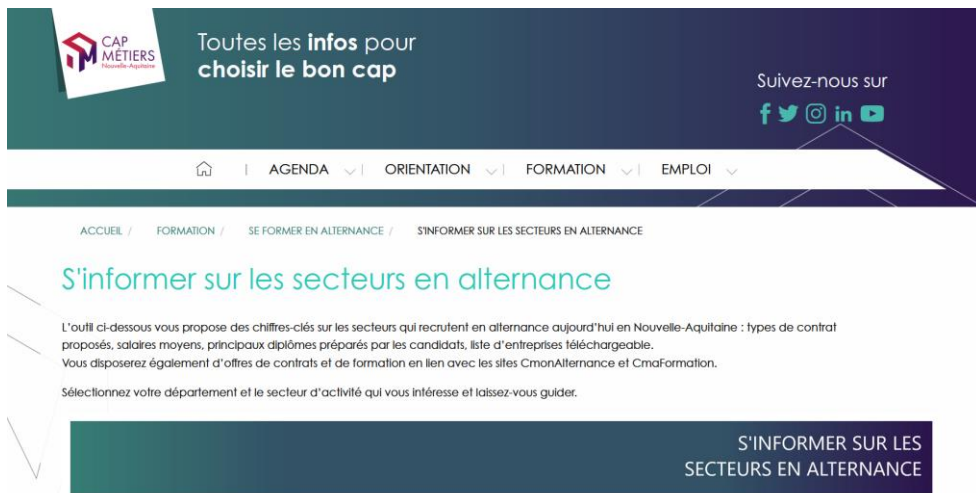 CAP
MÉTIERS
Nouvelle-Aquitaine
Toutes les infos pour
choisir le bon cap
Suivez-nous sur
AGENDA | ORIENTATION | FORMATION | EMPLOI
ACCUEIL / FORMATION / SE FORMER EN ALTERNANCE / S'INFORMER SUR LES SECTEURS EN ALTERNANCE
S'informer sur les secteurs en alternance
L'outil ci-dessous vous propose des chiffres-clés sur les secteurs qui recrutent en alternance aujourd'hui en Nouvelle-Aquitaine : types de contrat
proposés, salaires moyens, principaux diplômes préparés par les candidats, liste d'entreprises téléchargeable.
Vous disposerez également d'offres de contrats et de formation en lien avec les sites CmonAlternance et CmaFormation.
Sélectionnez votre département et le secteur d'activité qui vous intéresse et laissez-vous guider.
S'INFORMER SUR LES
SECTEURS EN ALTERNANCE